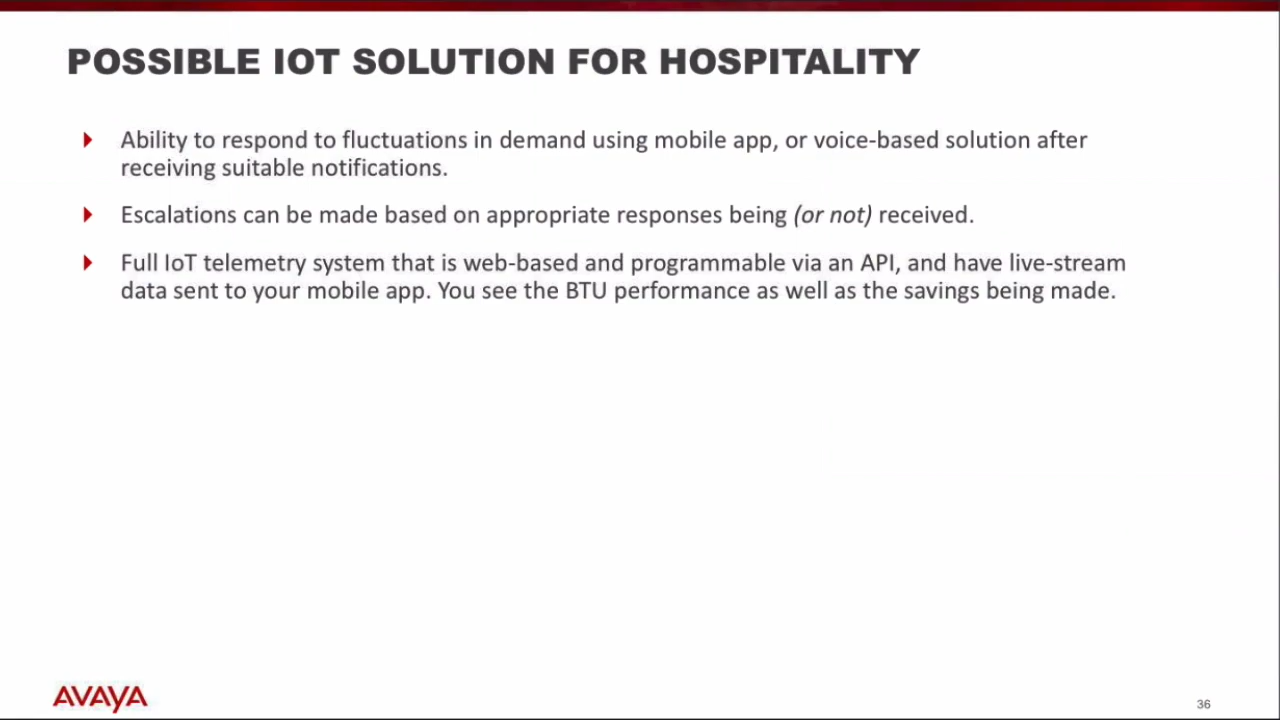 POSSIBLE IOT SOLUTION FOR HOSPITALITY
Ability to respond to fluctuations in demand using mobile app, or voice-based solution after
receiving suitable notifications.
Escalations can be made based on appropriate responses being (or not) received.
Full IoT telemetry system that is web-based and programmable via an API, and have live-stream
data sent to your mobile app. You see the BTU performance as well as the savings being made.
AVAYA
36